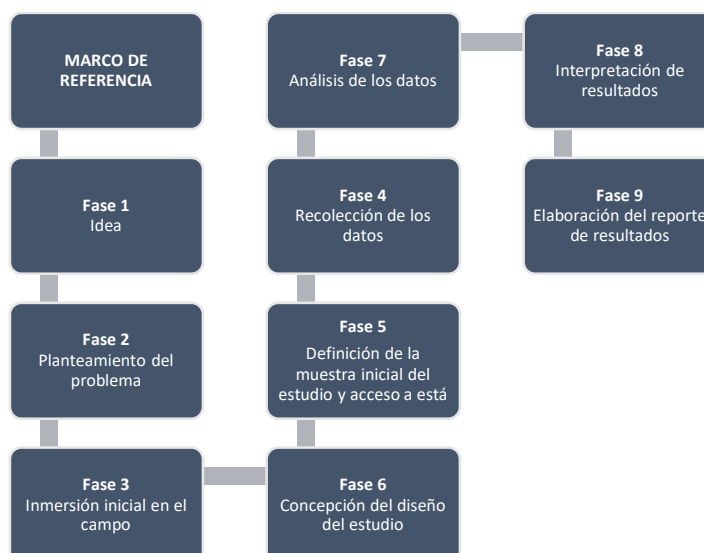 MARCO DE
REFERENCIA
Fase 1
Idea
Fase 2
Planteamiento del
problema
Fase 3
Inmersión inicial en el
campo
Fase 7
Análisis de los datos
Fase 4
Recolección de los
datos
Fase 5
Definición de la
muestra inicial del
estudio y acceso a está
Fase 6
Concepción del diseño
del estudio
Fase 8
Interpretación de
resultados
Fase 9
Elaboración del reporte
de resultados